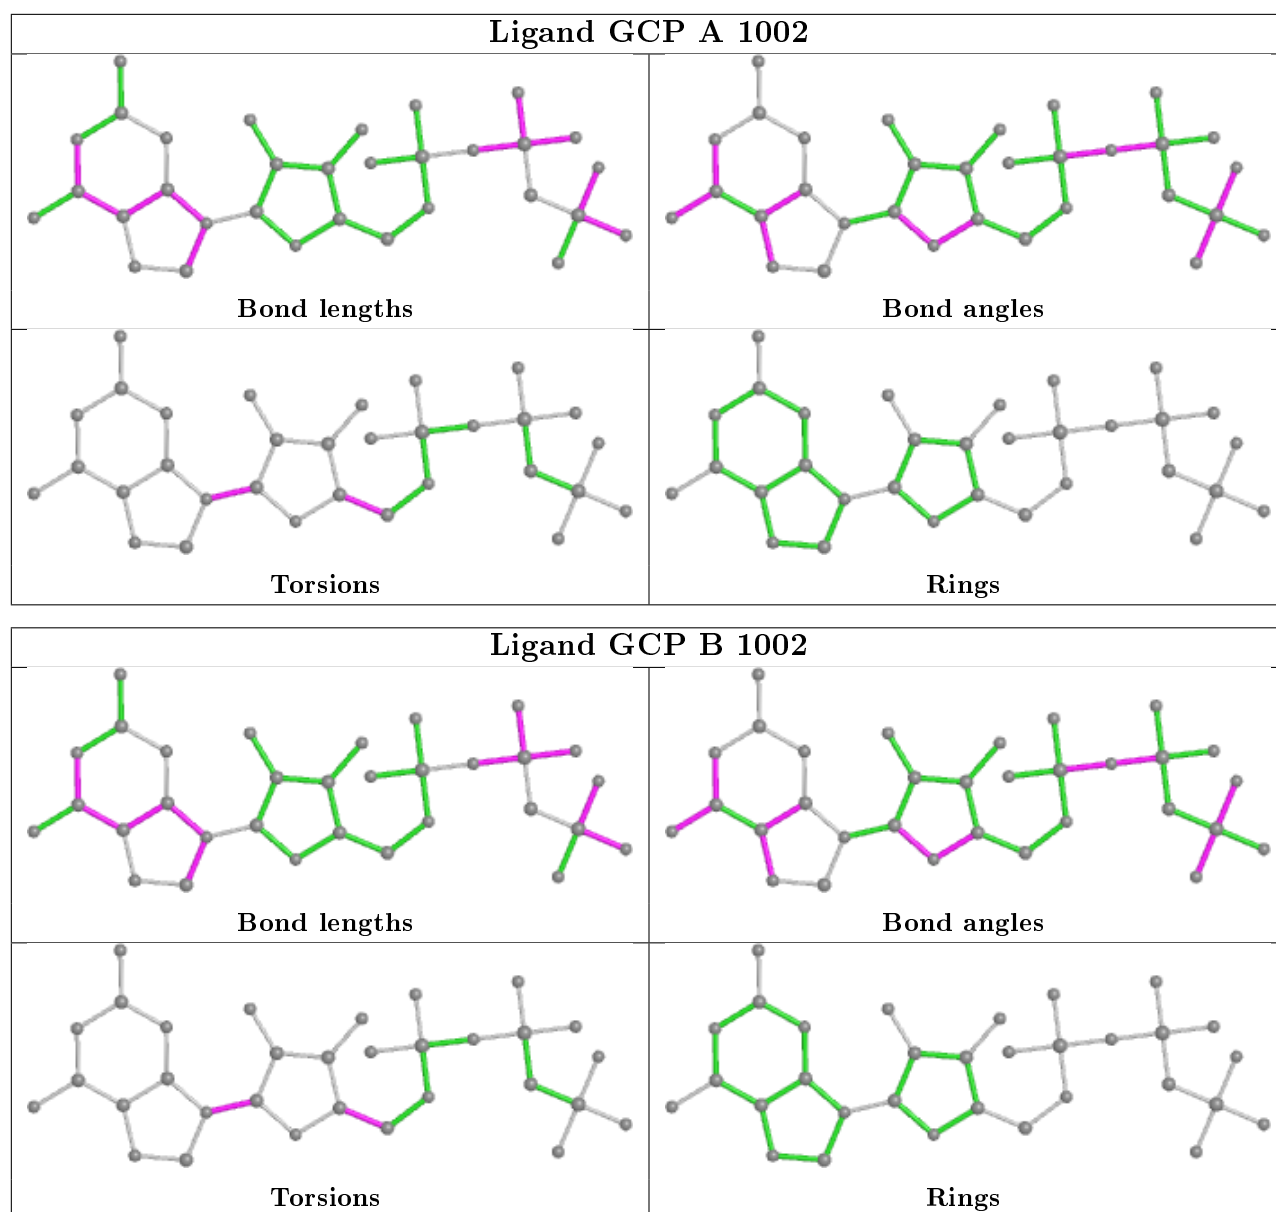 Ligand GCP A 1002
Bond lengths
Bond angles
Torsions
Rings
Ligand GCP B 1002
Bond lengths
Bond angles
Torsions
Rings